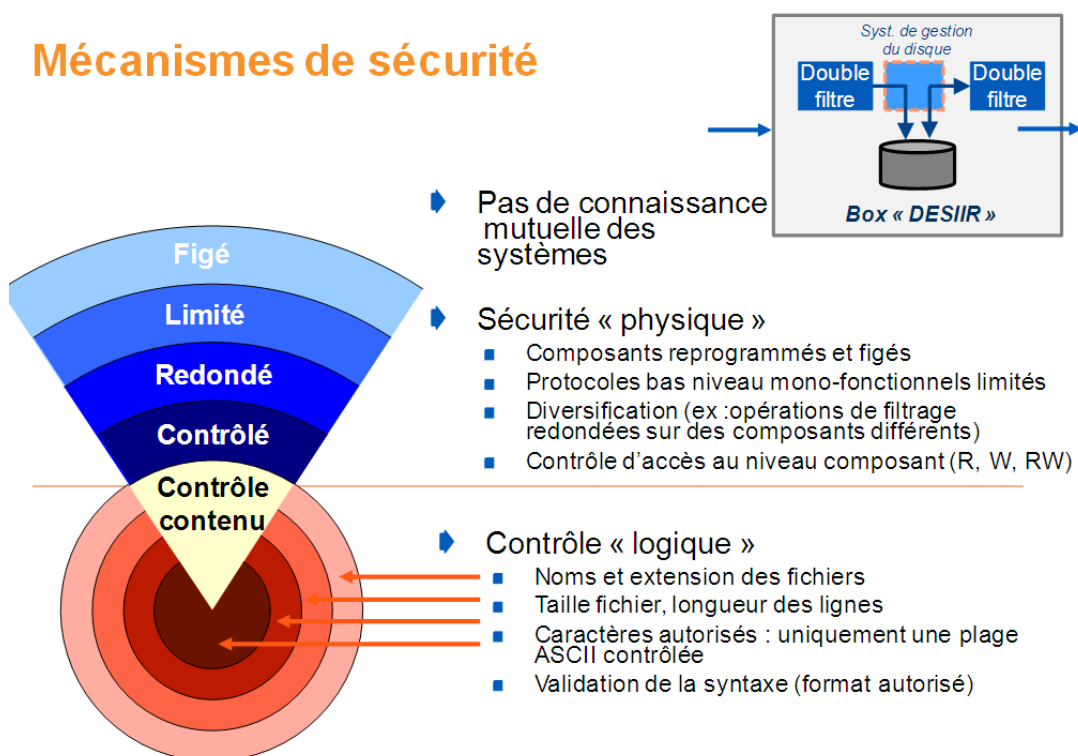 Mécanismes de sécurité
Syst. de gestion
du disque
Double
filtre
Double
filtre
Box « DESIIR »
Pas de connaissance
mutuelle des
systèmes
Figé
Limité
Redondé
Contrôlé
Contrôle
contenu
Sécurité « physique »
Composants reprogrammés et figés
Protocoles bas niveau mono-fonctionnels limités
Diversification (ex :opérations de filtrage
redondées sur des composants différents)
Contrôle d'accès au niveau composant (R, W, RW)
Contrôle « logique »
Noms et extension des fichiers
Taille fichier, longueur des lignes
Caractères autorisés : uniquement une plage
ASCII contrôlée
Validation de la syntaxe (format autorisé)